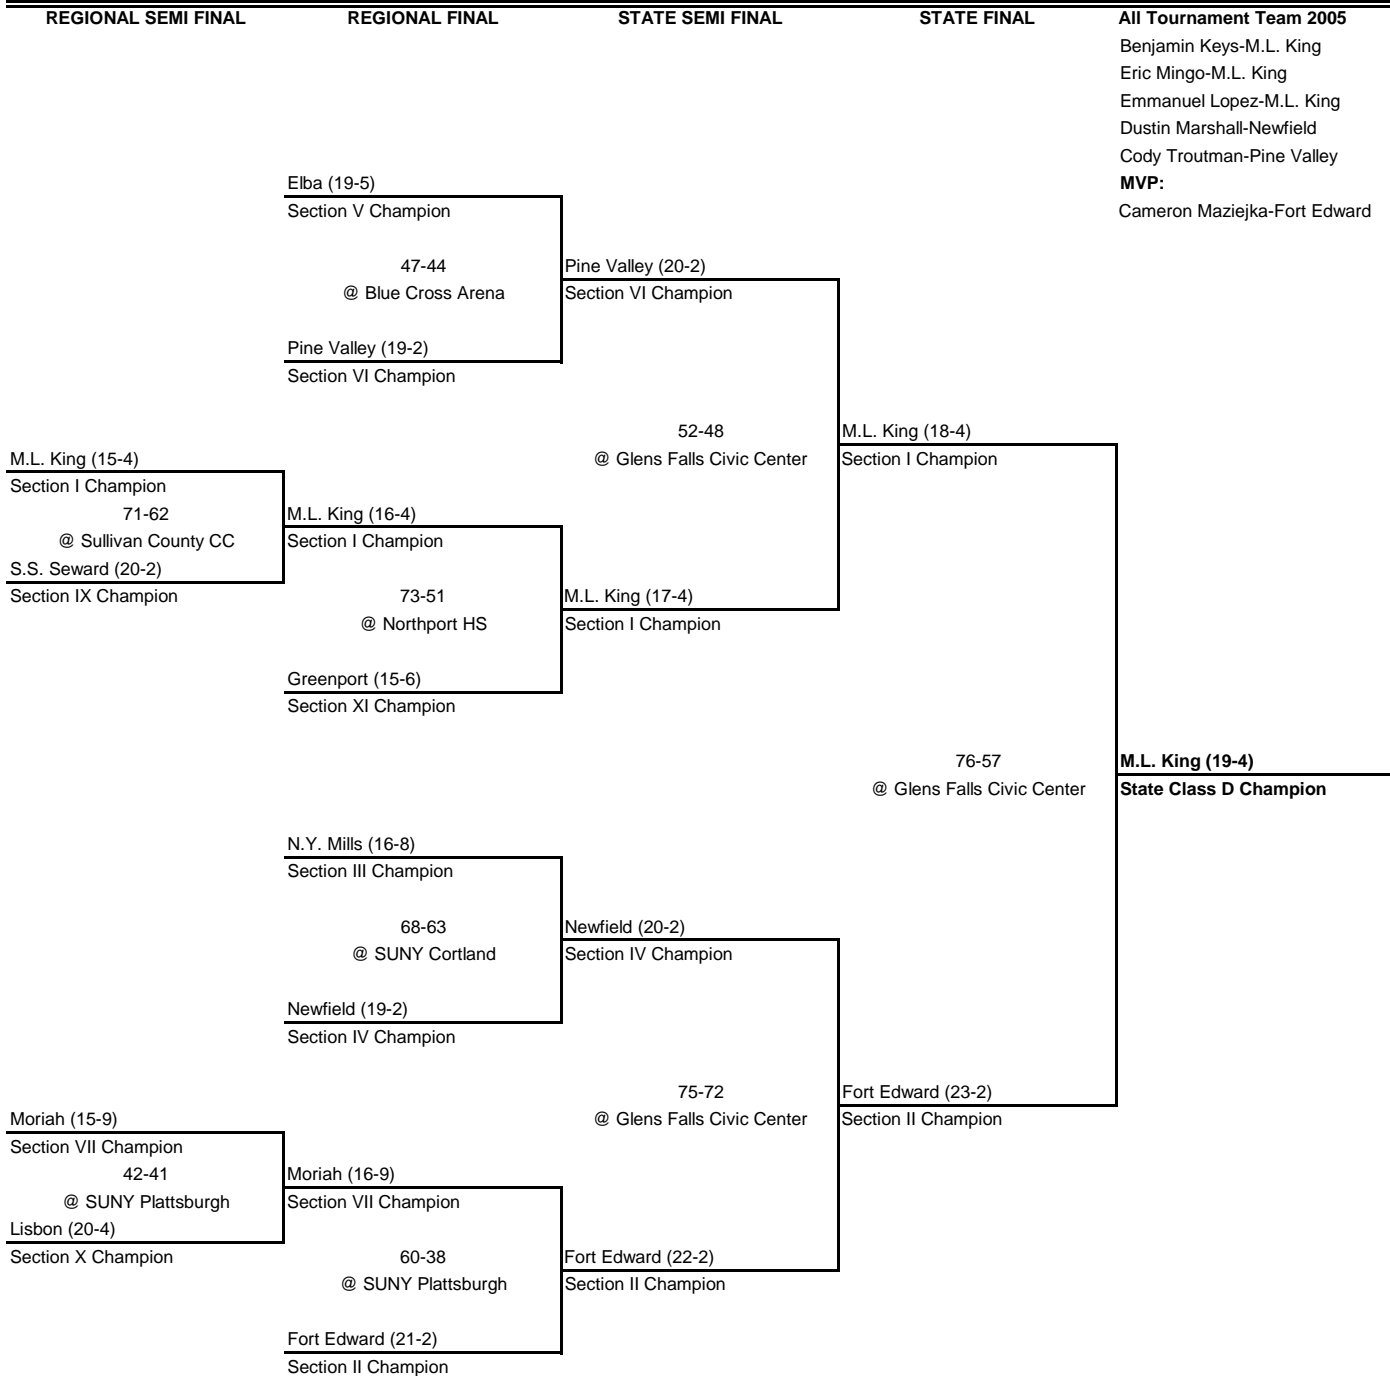 REGIONAL SEMI FINAL
REGIONAL FINAL
STATE SEMI FINAL
STATE FINAL
All Tournament Team 2005
Benjamin Keys-M.L. King
Eric Mingo-M.L. King
Emmanuel Lopez-M.L. King
Dustin Marshall-Newfield
Cody Troutman-Pine Valley
MVP:
Cameron Maziejka-Fort Edward
Elba (19-5)
Section V Champion
47-44
@ Blue Cross Arena
Pine Valley (20-2)
Section VI Champion
Pine Valley (19-2)
Section VI Champion
52-48
@ Glens Falls Civic Center
M.L. King (18-4)
Section I Champion
M.L. King (15-4)
Section I Champion
71-62
@ Sullivan County CC
S.S. Seward (20-2)
Section IX Champion
M.L. King (16-4)
Section I Champion
73-51
@ Northport HS
M.L. King (17-4)
Section I Champion
Greenport (15-6)
Section XI Champion
76-57
@ Glens Falls Civic Center
M.L. King (19-4)
State Class D Champion
N.Y. Mills (16-8)
Section III Champion
68-63
@ SUNY Cortland
Newfield (20-2)
Section IV Champion
Newfield (19-2)
Section IV Champion
75-72
@ Glens Falls Civic Center
Fort Edward (23-2)
Section II Champion
Moriah (15-9)
Section VII Champion
42-41
@ SUNY Plattsburgh
Lisbon (20-4)
Section X Champion
Moriah (16-9)
Section VII Champion
60-38
@ SUNY Plattsburgh
Fort Edward (22-2)
Section II Champion
Fort Edward (21-2)
Section II Champion